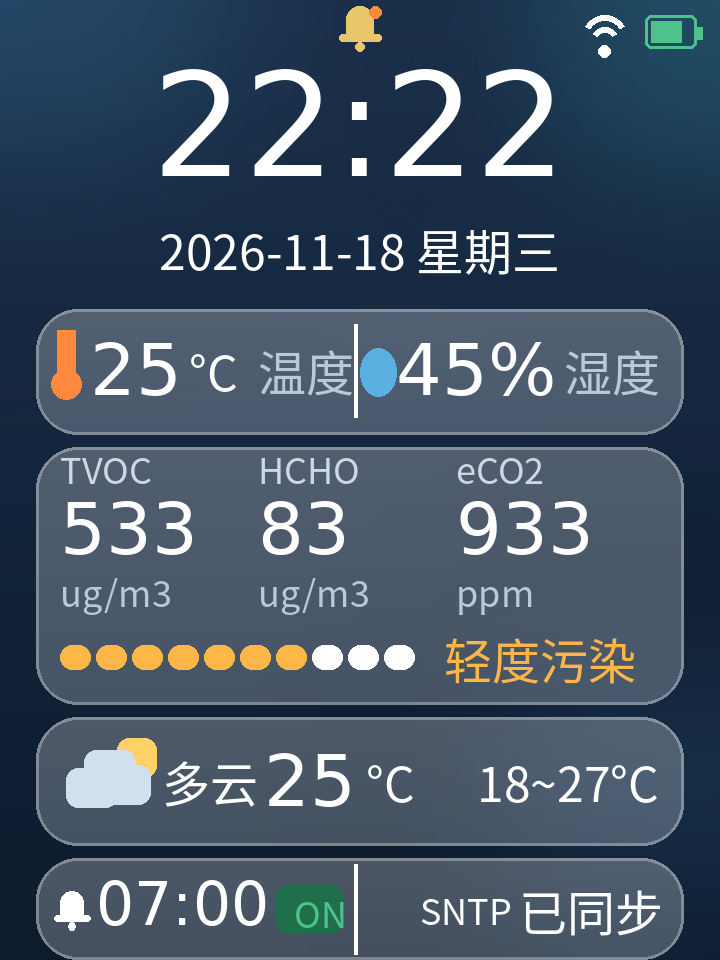 22:22
2026-11-18 星期三
25 °C 温度 45% 湿度
TVOC HCHO eCO2
533 83 933
ug/m3 ug/m3 ppm
轻度污染
多云 25 °C 18~27°C
07:00 ON SNTP 已同步